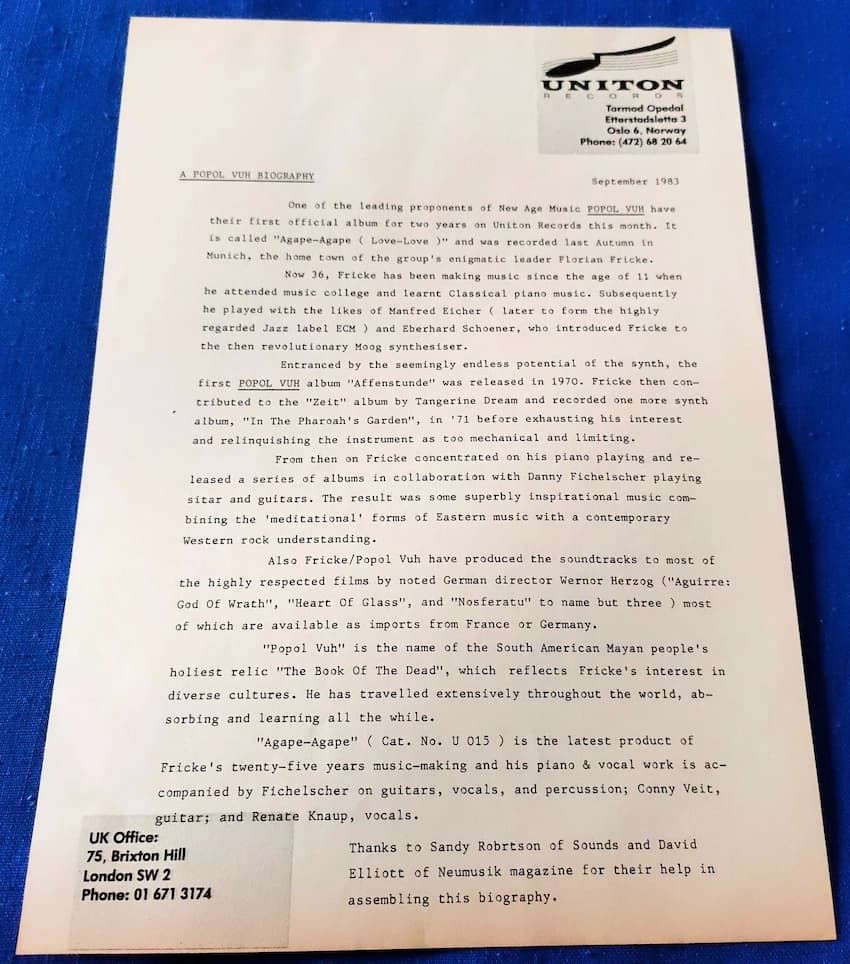 UNITON
RECORDS
Tormod Opedal
Etterstadsletta 3
Oslo 6, Norway
Phone: (472) 68 20 64
A POPOL VUH BIOGRAPHY
September 1983
One of the leading proponents of New Age Music POPOL VUH have
their first official album for two years on Uniton Records this month. It
is called "Agape-Agape ( Love-Love )" and was recorded last Autumn in
Munich, the home town of the group's enigmatic leader Florian Fricke.
Now 36, Fricke has been making music since the age of 11 when
he attended music college and learnt Classical piano music. Subsequently
he played with the likes of Manfred Eicher ( later to form the highly
regarded Jazz label ECM ) and Eberhard Schoener, who introduced Fricke to
the then revolutionary Moog synthesiser.
Entranced by the seemingly endless potential of the synth, the
first POPOL VUH album "Affenstunde" was released in 1970. Fricke then con-
tributed to the "Zeit" album by Tangerine Dream and recorded one more synth
album, "In The Pharoah's Garden", in '71 before exhausting his interest
and relinquishing the instrument as too mechanical and limiting.
From then on Fricke concentrated on his piano playing and re-
leased a series of albums in collaboration with Danny Fichelscher playing
sitar and guitars. The result was some superbly inspirational music com-
bining the 'meditational' forms of Eastern music with a contemporary
Western rock understanding.
Also Fricke/Popol Vuh have produced the soundtracks to most of
the highly respected films by noted German director Wernor Herzog ("Aguirre:
God Of Wrath", "Heart Of Glass", and "Nosferatu" to name but three ) most
of which are available as imports from France or Germany.
"Popol Vuh" is the name of the South American Mayan people's
holiest relic "The Book Of The Dead", which reflects Fricke's interest in
diverse cultures. He has travelled extensively throughout the world, ab-
sorbing and learning all the while.
"Agape-Agape" ( Cat. No. U 015 ) is the latest product of
Fricke's twenty-five years music-making and his piano & vocal work is ac-
companied by Fichelscher on guitars, vocals, and percussion; Conny Veit,
guitar; and Renate Knaup, vocals.
UK Office:
75, Brixton Hill
London SW 2
Phone: 01 671 3174
Thanks to Sandy Robrtson of Sounds and David
Elliott of Neumusik magazine for their help in
assembling this biography.